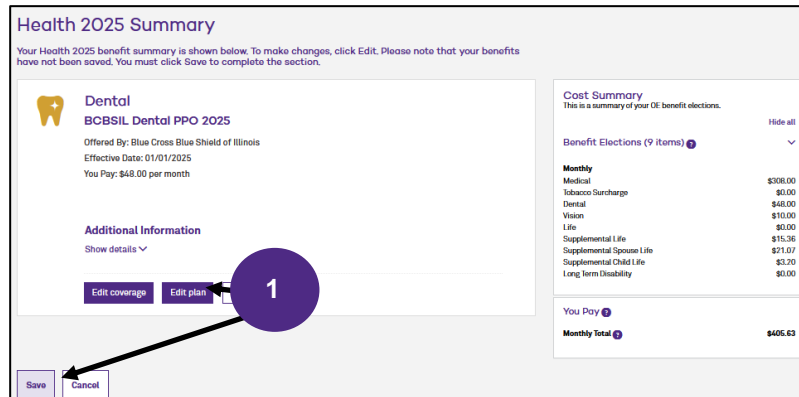 Health 2025 Summary
Your Health 2025 benefit summary is shown below. To make changes, click Edit. Please note that your benefits
have not been saved. You must click Save to complete the section.
Dental
BCBSIL Dental PPO 2025
Offered By: Blue Cross Blue Shield of Illinois
Effective Date: 01/01/2025
You Pay: $48.00 per month
Additional Information
Show details
Edit coverage Edit plan
1
Save Cancel
Cost Summary
This is a summary of your OE benefit elections.
Hide all
Benefit Elections (9 items) ?
Monthly
Medical $308.00
Tobacco Surcharge $0.00
Dental $48.00
Vision $10.00
Life $0.00
Supplemental Life $15.36
Supplemental Spouse Life $21.07
Supplemental Child Life $3.20
Long Term Disability $0.00
You Pay ?
Monthly Total ? $405.63